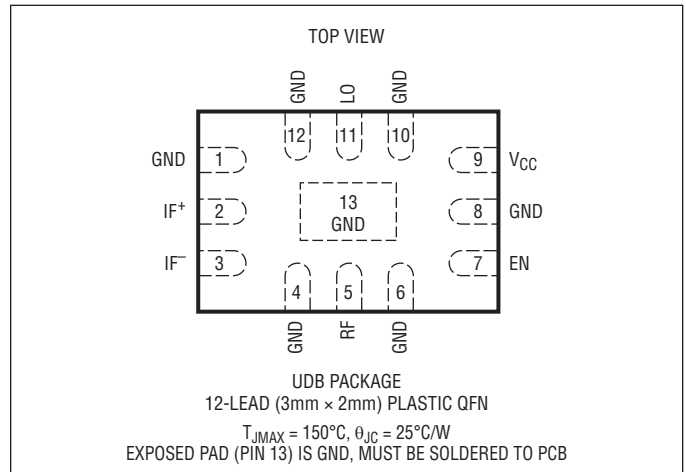 TOP VIEW
GND
LO
GND
12
11
10
GND 1
9 VCC
IF+ 2
13
GND
8 GND
IF– 3
7 EN
4
5
6
GND
RF
GND
UDB PACKAGE
12-LEAD (3mm × 2mm) PLASTIC QFN
TJMAX = 150°C, θJC = 25°C/W
EXPOSED PAD (PIN 13) IS GND, MUST BE SOLDERED TO PCB